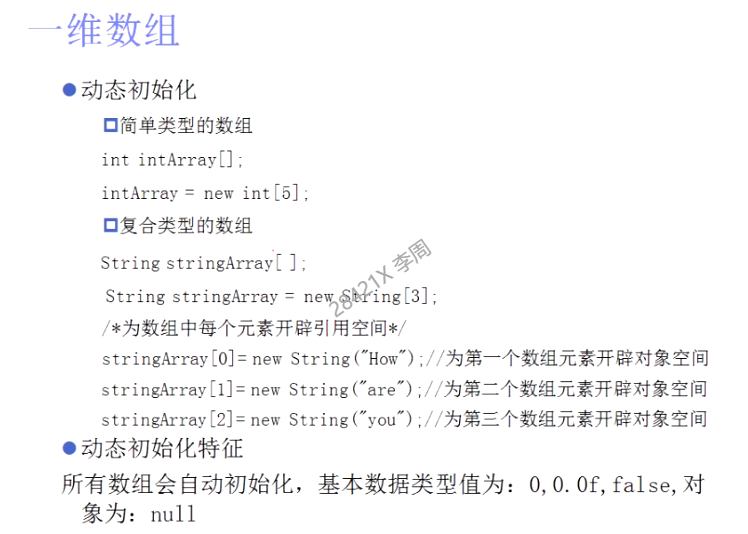 一维数组
动态初始化
简单类型的数组
int intArray[];
intArray = new int[5];
复合类型的数组
String stringArray[ ];
String stringArray = new String[3];
/*为数组中每个元素开辟引用空间*/
stringArray[0]= new String("How");//为第一个数组元素开辟对象空间
stringArray[1]= new String("are");//为第二个数组元素开辟对象空间
stringArray[2]= new String("you");//为第三个数组元素开辟对象空间
动态初始化特征
所有数组会自动初始化，基本数据类型值为：0,0.0f,false,对
象为：null
28421X 李周